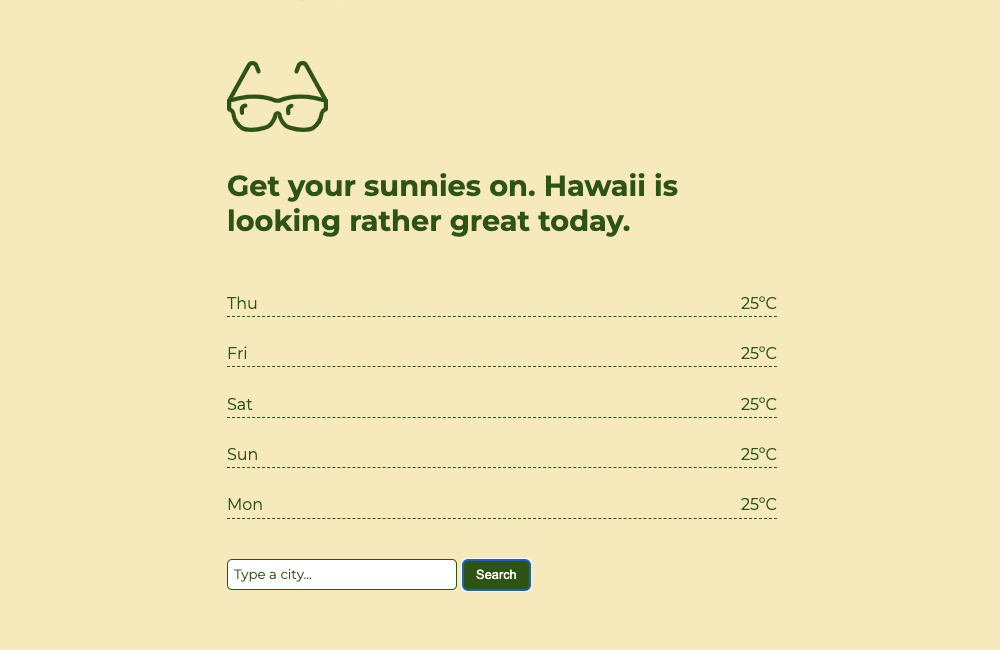 Get your sunnies on. Hawaii is
looking rather great today.
Thu 25ºC
Fri 25ºC
Sat 25ºC
Sun 25ºC
Mon 25ºC
Type a city... Search